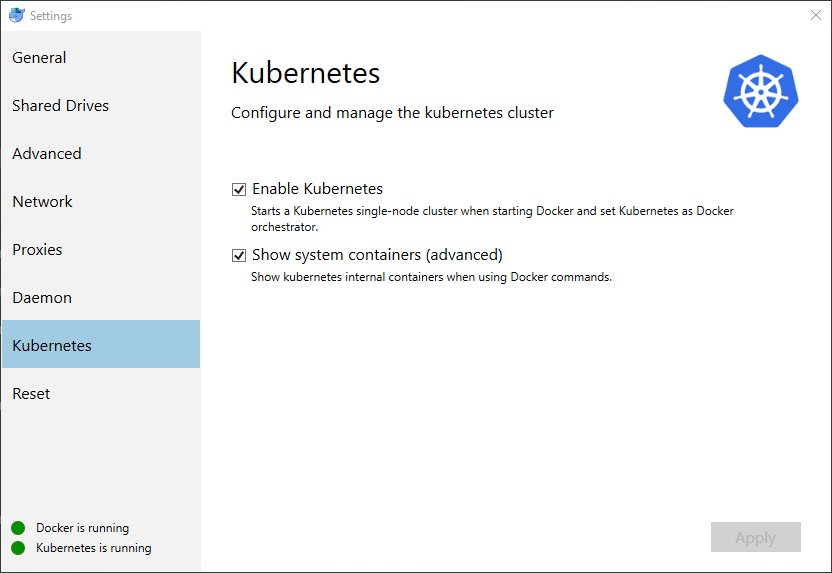 Settings
General
Shared Drives
Advanced
Network
Proxies
Daemon
Kubernetes
Reset
Docker is running
Kubernetes is running
Kubernetes
Configure and manage the kubernetes cluster
Enable Kubernetes
Starts a Kubernetes single-node cluster when starting Docker and set Kubernetes as Docker
orchestrator.
Show system containers (advanced)
Show kubernetes internal containers when using Docker commands.
Apply